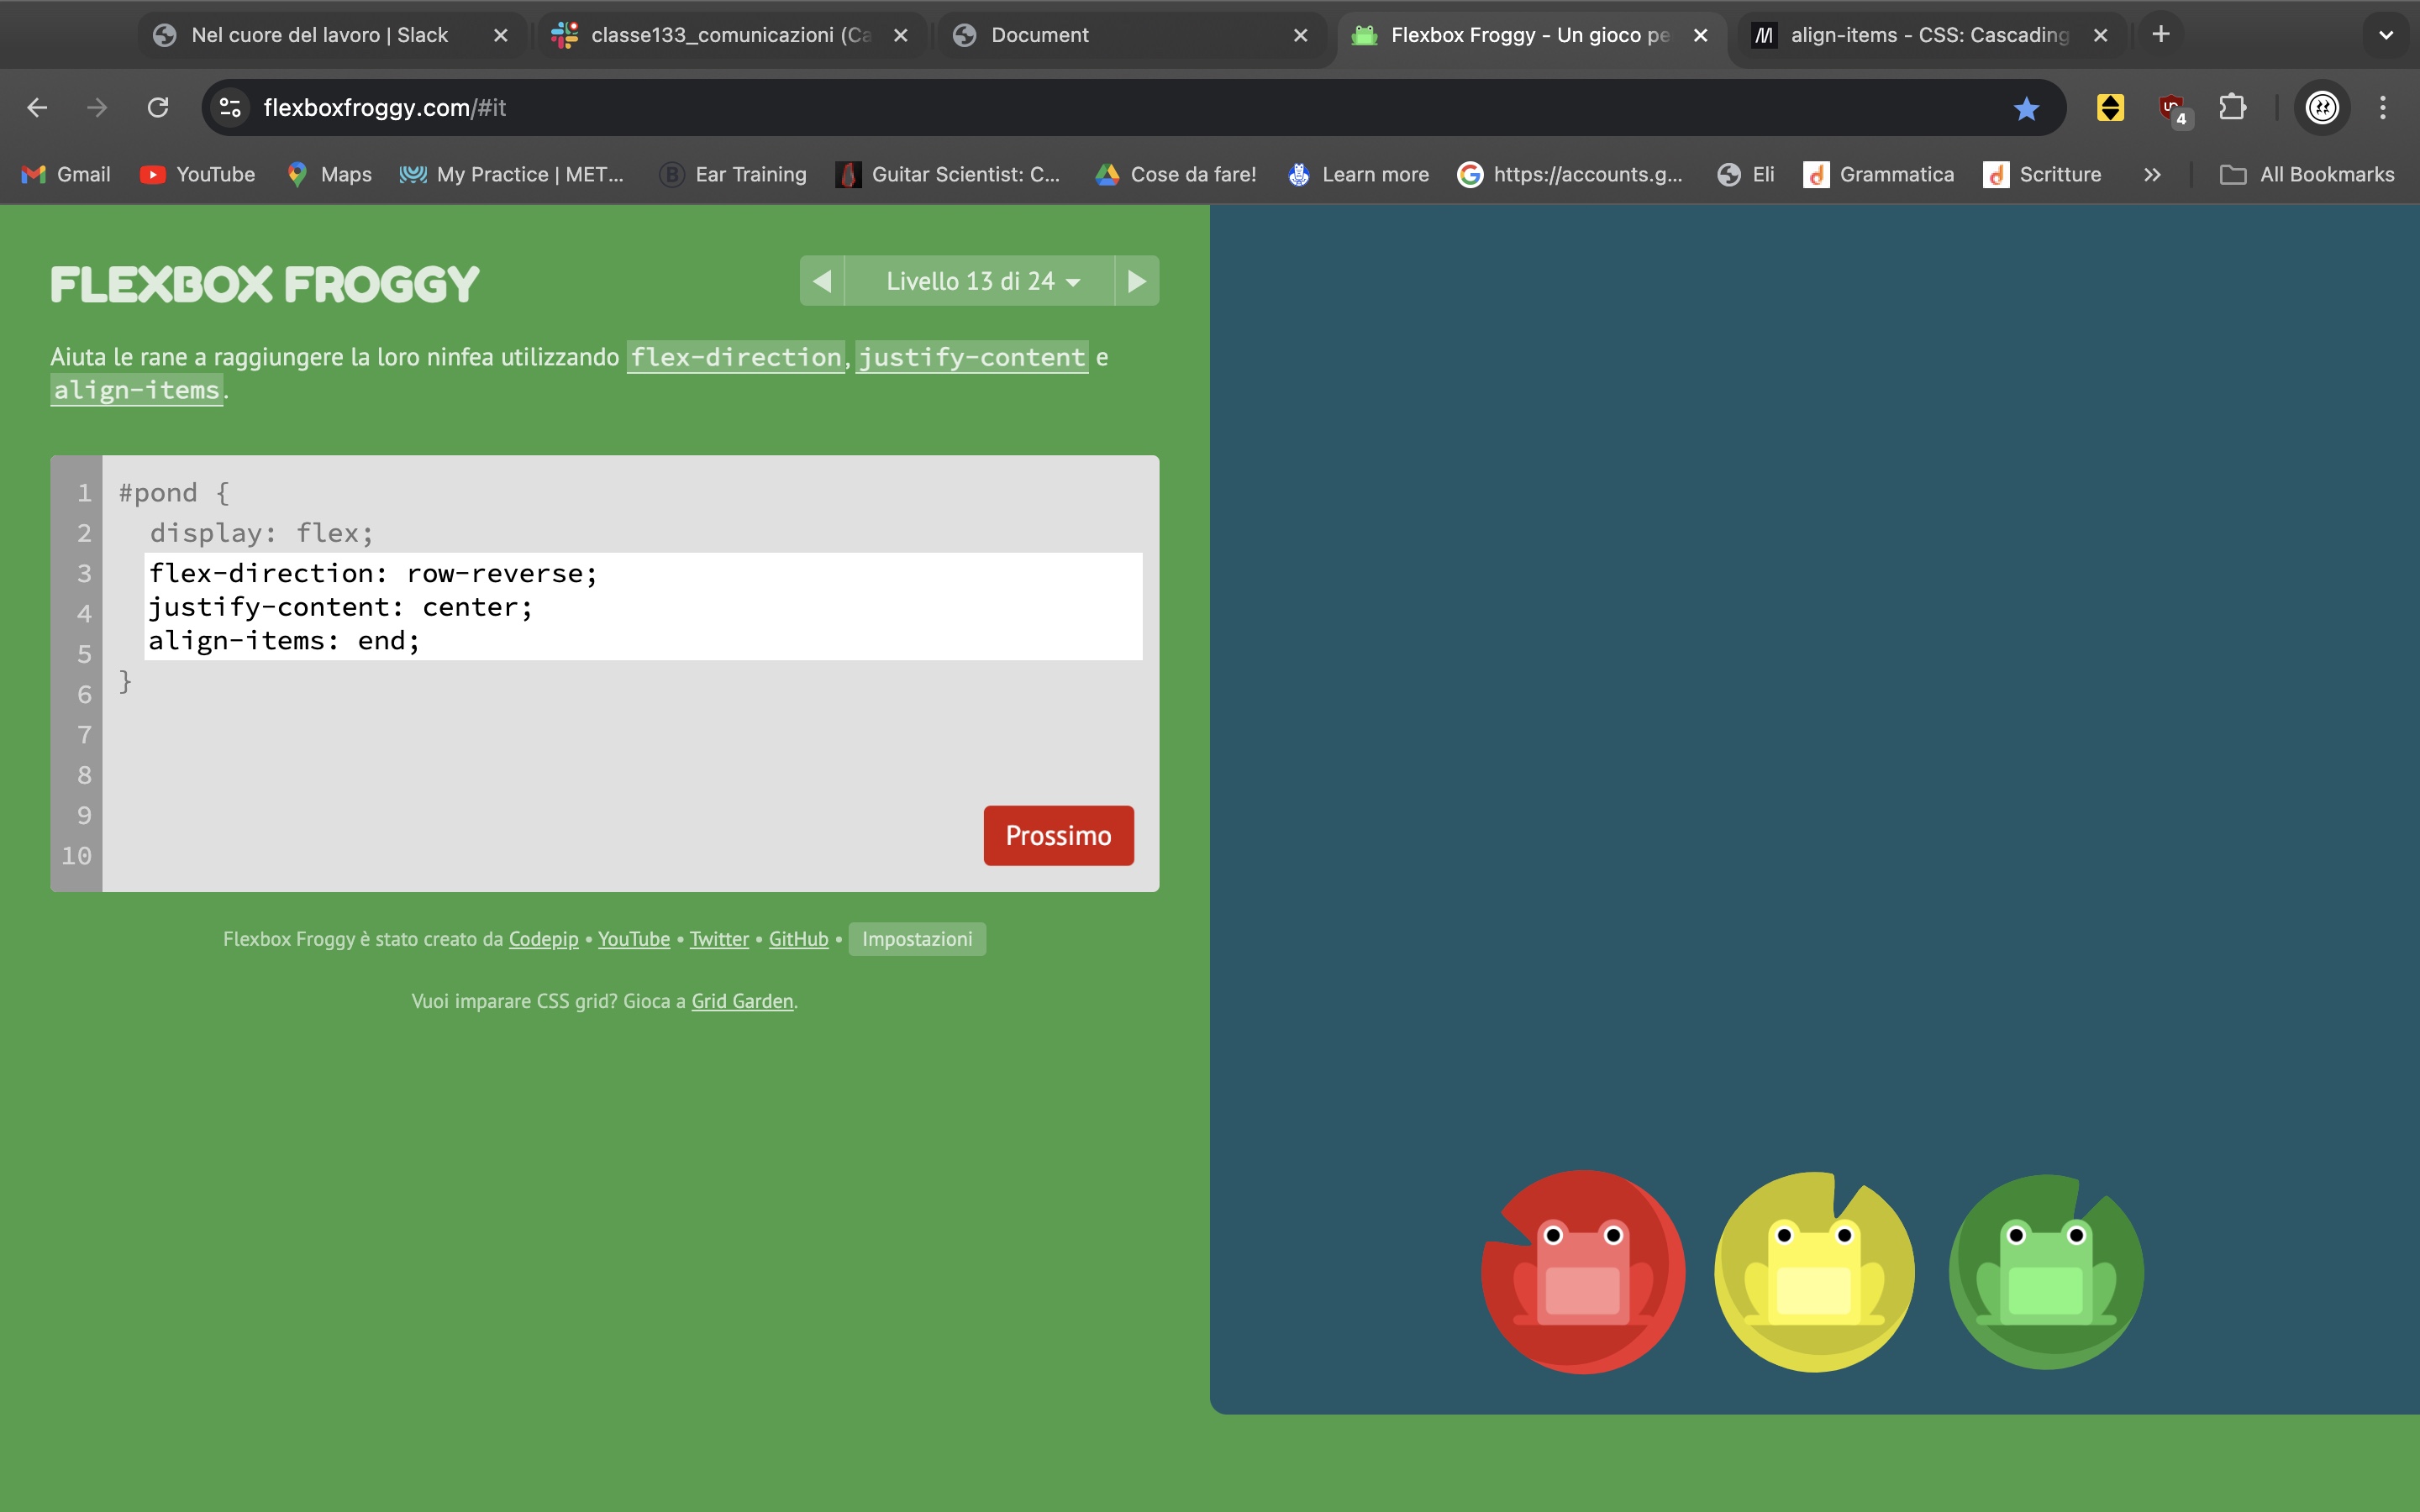 Nel cuore del lavoro | Slack
classe133_comunicazioni (Ca
Document
Flexbox Froggy - Un gioco pe
align-items - CSS: Cascading
flexboxfroggy.com/#it
4
Gmail
YouTube
Maps
My Practice | MET...
Ear Training
Guitar Scientist: C...
Cose da fare!
Learn more
https://accounts.g...
Eli
Grammatica
Scritture
All Bookmarks
FLEXBOX FROGGY
Livello 13 di 24
Aiuta le rane a raggiungere la loro ninfea utilizzando flex-direction, justify-content e
align-items.
1 #pond {
2 display: flex;
3 flex-direction: row-reverse;
4 justify-content: center;
5 align-items: end;
6 }
7
8
9
10
Prossimo
Flexbox Froggy è stato creato da Codepip • YouTube • Twitter • GitHub • Impostazioni
Vuoi imparare CSS grid? Gioca a Grid Garden.